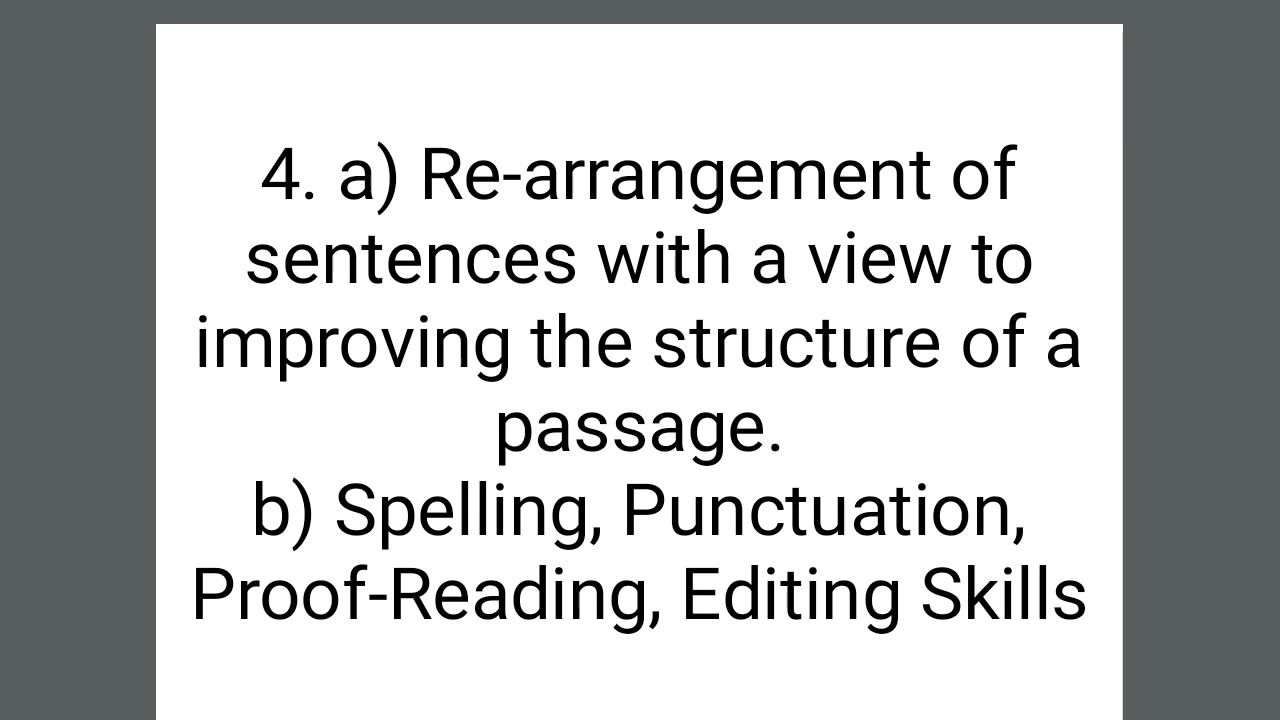 4. a) Re-arrangement of
sentences with a view to
improving the structure of a
passage.
b) Spelling, Punctuation,
Proof-Reading, Editing Skills